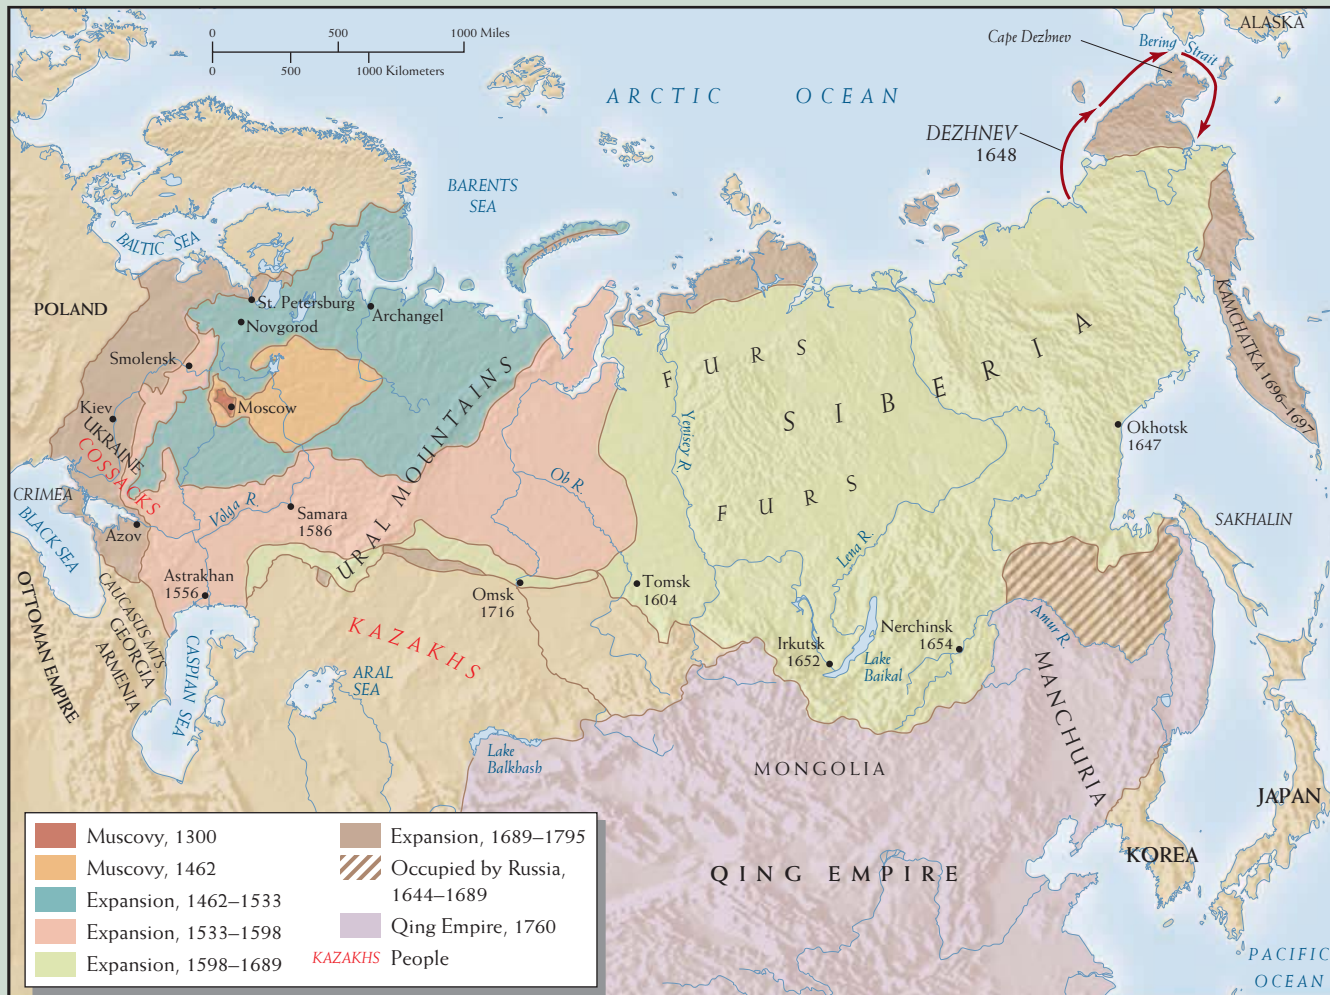 0 500 1000 Miles
0 500 1000 Kilometers
ARCTIC OCEAN
Cape Dezhnev
Bering Strait
ALASKA
DEZHNEV
1648
BARENTS
SEA
BALTIC SEA
POLAND
St. Petersburg
Novgorod
Archangel
Smolensk
Moscow
Kiev
UKRAINE
COSSACKS
CRIMEA
BLACK SEA
Azov
Volga R.
Samara
1586
URAL MOUNTAINS
Ob R.
Yenisey R.
FURS
SIBERIA
FURS
Lena R.
KAMCHATKA 1696–1697
Okhotsk
1647
SAKHALIN
Astrakhan
1556
OTTOMAN EMPIRE
CAUCASUS MTS.
GEORGIA
ARMENIA
CASPIAN SEA
KAZAKHS
ARAL
SEA
Omsk
1716
Tomsk
1604
Irkutsk
1652
Lake
Baikal
Nerchinsk
1654
Amur R.
MANCHURIA
Lake
Balkhash
MONGOLIA
QING EMPIRE
KOREA
JAPAN
PACIFIC
OCEAN
Muscovy, 1300
Muscovy, 1462
Expansion, 1462–1533
Expansion, 1533–1598
Expansion, 1598–1689
Expansion, 1689–1795
Occupied by Russia,
1644–1689
Qing Empire, 1760
KAZAKHS People